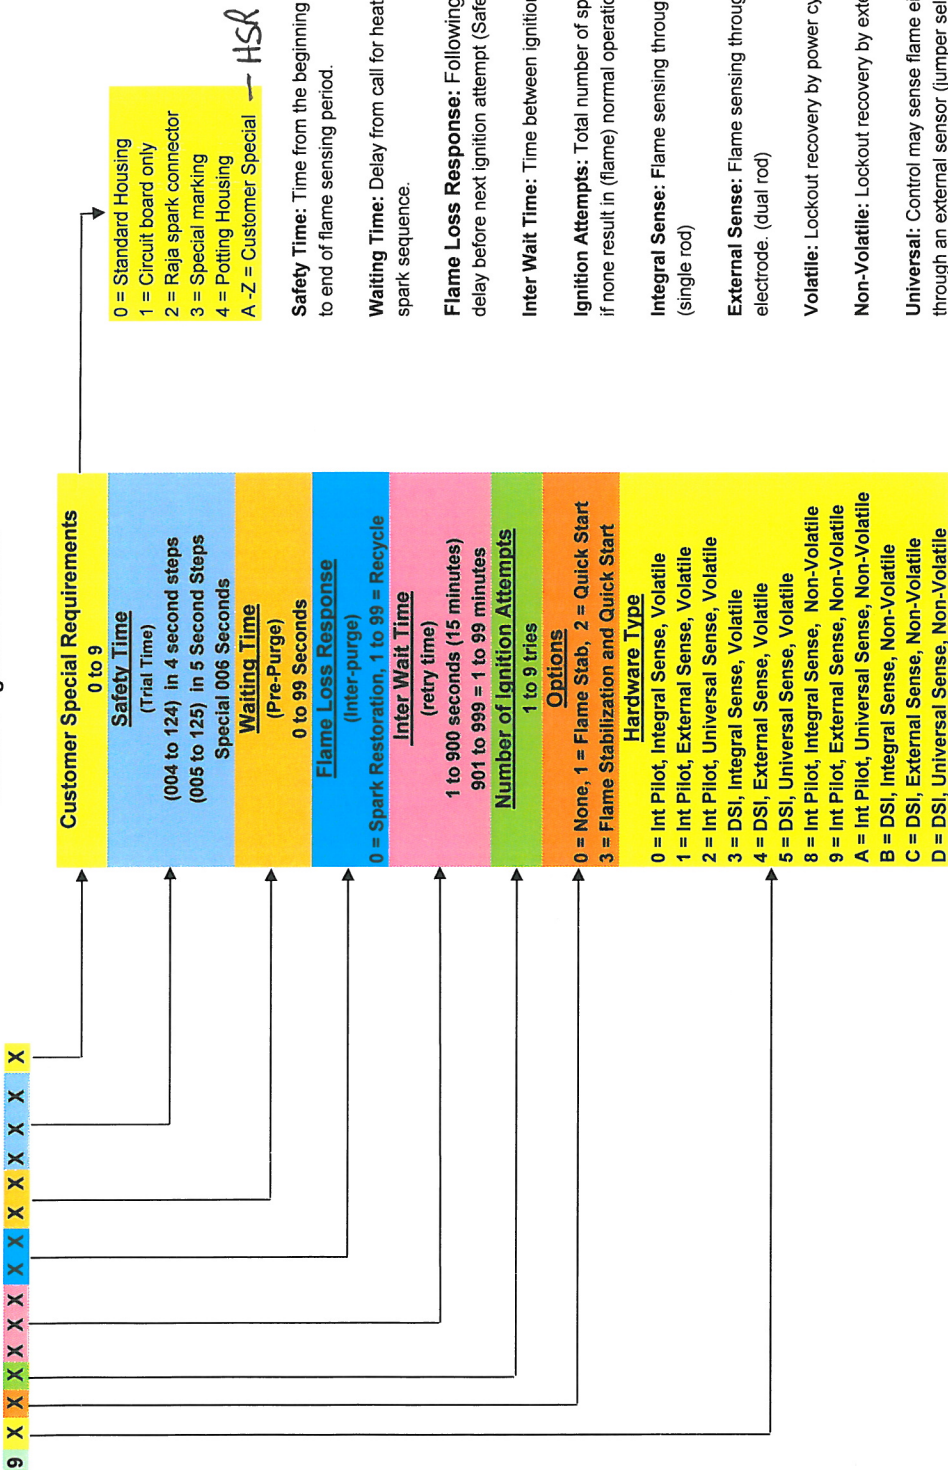 9 X X X X X X X X X X X X X
Customer Special Requirements
0 to 9
Safety Time
(Trial Time)
(004 to 124) in 4 second steps
(005 to 125) in 5 Second Steps
Special 006 Seconds
Waiting Time
(Pre-Purge)
0 to 99 Seconds
Flame Loss Response
(Inter-purge)
0 = Spark Restoration, 1 to 99 = Recycle
Inter Wait Time
(retry time)
1 to 900 seconds (15 minutes)
901 to 999 = 1 to 99 minutes
Number of Ignition Attempts
1 to 9 tries
Options
0 = None, 1 = Flame Stab, 2 = Quick Start
3 = Flame Stabilization and Quick Start
Hardware Type
0 = Int Pilot, Integral Sense, Volatile
1 = Int Pilot, External Sense, Volatile
2 = Int Pilot, Universal Sense, Volatile
3 = DSI, Integral Sense, Volatile
4 = DSI, External Sense, Volatile
5 = DSI, Universal Sense, Volatile
8 = Int Pilot, Integral Sense, Non-Volatile
9 = Int Pilot, External Sense, Non-Volatile
A = Int Pilot, Universal Sense, Non-Volatile
B = DSI, Integral Sense, Non-Volatile
C = DSI, External Sense, Non-Volatile
D = DSI, Universal Sense, Non-Volatile
0 = Standard Housing
1 = Circuit board only
2 = Raja spark connector
3 = Special marking
4 = Potting Housing
A -Z = Customer Special — HSR
Safety Time: Time from the beginning
to end of flame sensing period.
Waiting Time: Delay from call for heat
spark sequence.
Flame Loss Response: Following
delay before next ignition attempt (Safe
Inter Wait Time: Time between ignition
Ignition Attempts: Total number of sp
if none result in (flame) normal operatio
Integral Sense: Flame sensing throug
(single rod)
External Sense: Flame sensing throug
electrode. (dual rod)
Volatile: Lockout recovery by power cy
Non-Volatile: Lockout recovery by exte
Universal: Control may sense flame ei
through an external sensor (jumper sel